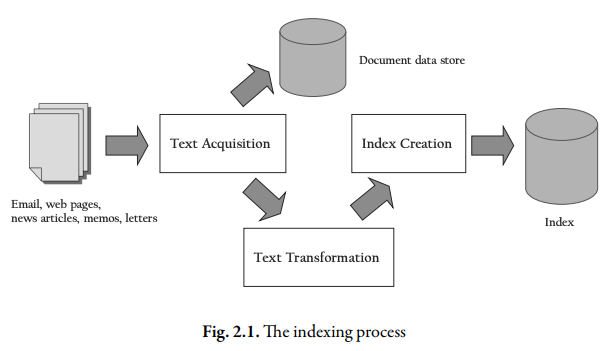 Document data store
Text Acquisition
Index Creation
Email, web pages,
news articles, memos, letters
Index
Text Transformation
Fig. 2.1. The indexing process